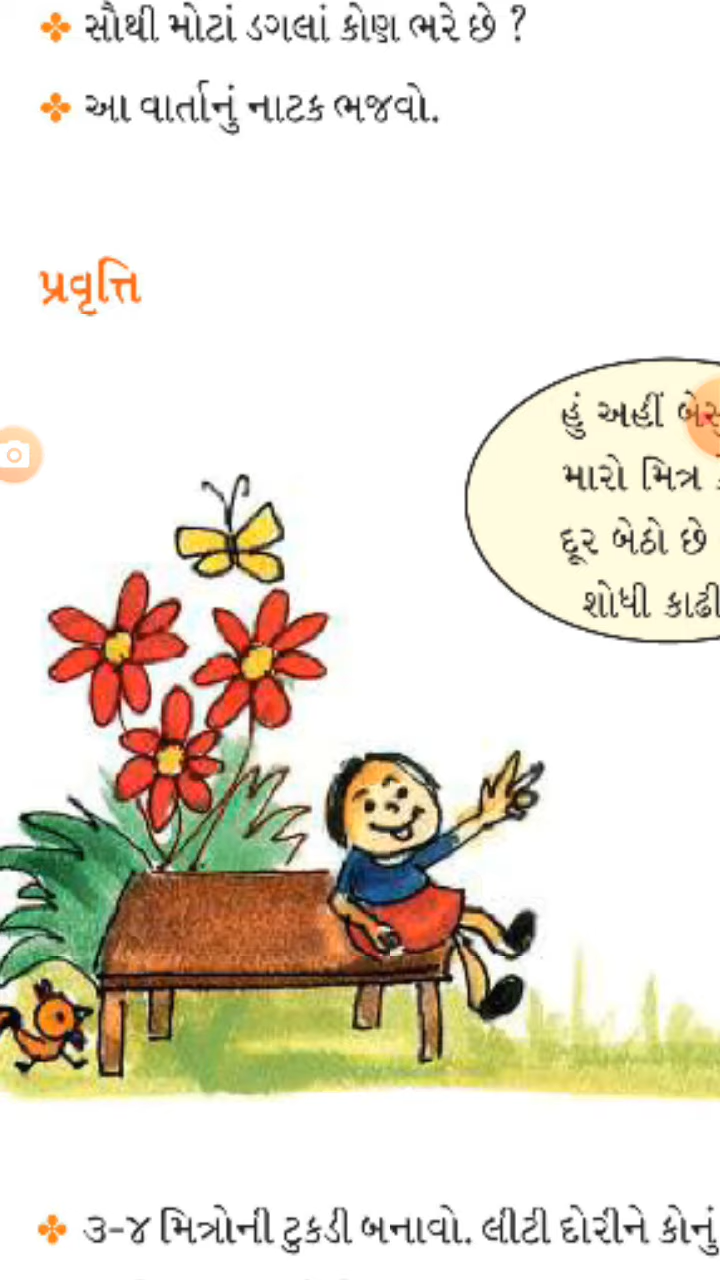 સૌથી મોટાં ડગલાં કોણ ભરે છે ?
આ વાર્તાનું નાટક ભજવો.
પ્રવૃત્તિ
હું અહીં
મારો મિત્ર
દૂર બેઠો છે
શોધી કાઢી
૩-૪ મિત્રોની ટુકડી બનાવો. લીટી દોરીને કોનું